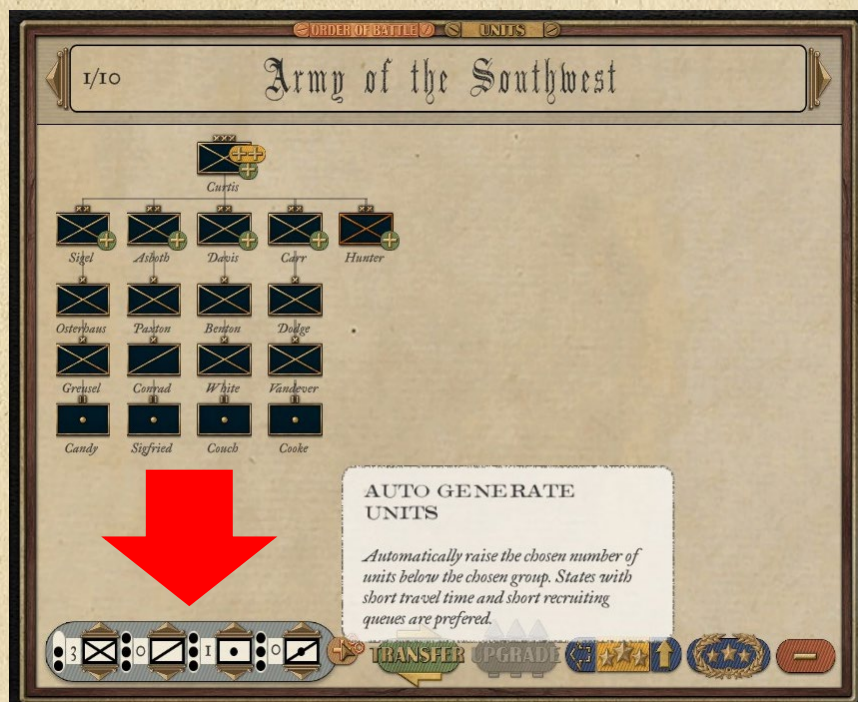 ORDER OF BATTLE UNITS
1/10 Army of the Southwest
Curtis
Sigel Asboth Davis Carr Hunter
Osterhaus Paxton Benton Dodge
Greusel Conrad White Vandever
Candy Sigfried Couch Cooke
AUTO GENERATE
UNITS
Automatically raise the chosen number of
units below the chosen group. States with
short travel time and short recruiting
queues are prefered.
3 0 1 0 TRANSFER UPGRADE